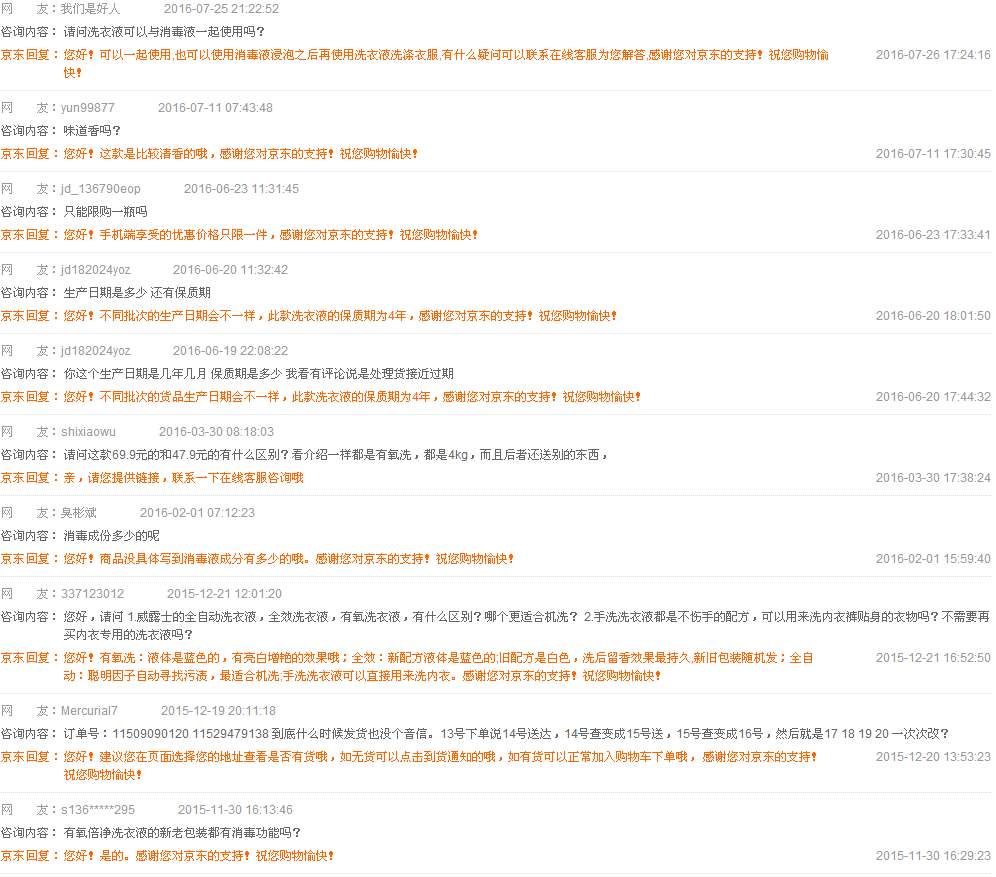 网 友：我们是好人 2016-07-25 21:22:52
咨询内容： 请问洗衣液可以与消毒液一起使用吗？
京东回复： 您好！可以一起使用,也可以使用消毒液浸泡之后再使用洗衣液洗涤衣服,有什么疑问可以联系在线客服为您解答,感谢您对京东的支持！祝您购物愉 2016-07-26 17:24:16
快！
网 友：yun99877 2016-07-11 07:43:48
咨询内容： 味道香吗？
京东回复： 您好！这款是比较清香的哦，感谢您对京东的支持！祝您购物愉快！ 2016-07-11 17:30:45
网 友：jd_136790eop 2016-06-23 11:31:45
咨询内容： 只能限购一瓶吗
京东回复： 您好！手机端享受的优惠价格只限一件，感谢您对京东的支持！祝您购物愉快！ 2016-06-23 17:33:41
网 友：jd182024yoz 2016-06-20 11:32:42
咨询内容： 生产日期是多少 还有保质期
京东回复： 您好！不同批次的生产日期会不一样，此款洗衣液的保质期为4年，感谢您对京东的支持！祝您购物愉快！ 2016-06-20 18:01:50
网 友：jd182024yoz 2016-06-19 22:08:22
咨询内容： 你这个生产日期是几年几月 保质期是多少 我看有评论说是处理货接近过期
京东回复： 您好！不同批次的货品生产日期会不一样，此款洗衣液的保质期为4年，感谢您对京东的支持！祝您购物愉快！ 2016-06-20 17:44:32
网 友：shixiaowu 2016-03-30 08:18:03
咨询内容： 请问这款69.9元的和47.9元的有什么区别？看介绍一样都是有氧洗，都是4kg，而且后者还送别的东西，
京东回复： 亲，请您提供链接，联系一下在线客服咨询哦 2016-03-30 17:38:24
网 友：臭彬斌 2016-02-01 07:12:23
咨询内容： 消毒成份多少的呢
京东回复： 您好！商品没具体写到消毒液成分有多少的哦。感谢您对京东的支持！祝您购物愉快！ 2016-02-01 15:59:40
网 友：337123012 2015-12-21 12:01:20
咨询内容： 您好，请问 1.威露士的全自动洗衣液，全效洗衣液，有氧洗衣液，有什么区别？哪个更适合机洗？ 2.手洗洗衣液都是不伤手的配方，可以用来洗内衣裤贴身的衣物吗？不需要再
买内衣专用的洗衣液吗？
京东回复： 您好！有氧洗：液体是蓝色的，有亮白增艳的效果哦；全效：新配方液体是蓝色的;旧配方是白色，洗后留香效果最持久,新旧包装随机发；全自 2015-12-21 16:52:50
动：聪明因子自动寻找污渍，最适合机洗;手洗洗衣液可以直接用来洗内衣。感谢您对京东的支持！祝您购物愉快！
网 友：Mercurial7 2015-12-19 20:11:18
咨询内容： 订单号：11509090120 11529479138 到底什么时候发货也没个音信。13号下单说14号送达，14号查变成15号送，15号查变成16号，然后就是17 18 19 20 一次次改？
京东回复： 您好！建议您在页面选择您的地址查看是否有货哦，如无货可以点击到货通知的哦，如有货可以正常加入购物车下单哦， 感谢您对京东的支持！ 2015-12-20 13:53:23
祝您购物愉快！
网 友：s136*****295 2015-11-30 16:13:46
咨询内容： 有氧倍净洗衣液的新老包装都有消毒功能吗？
京东回复： 您好！是的。感谢您对京东的支持！祝您购物愉快！ 2015-11-30 16:29:23